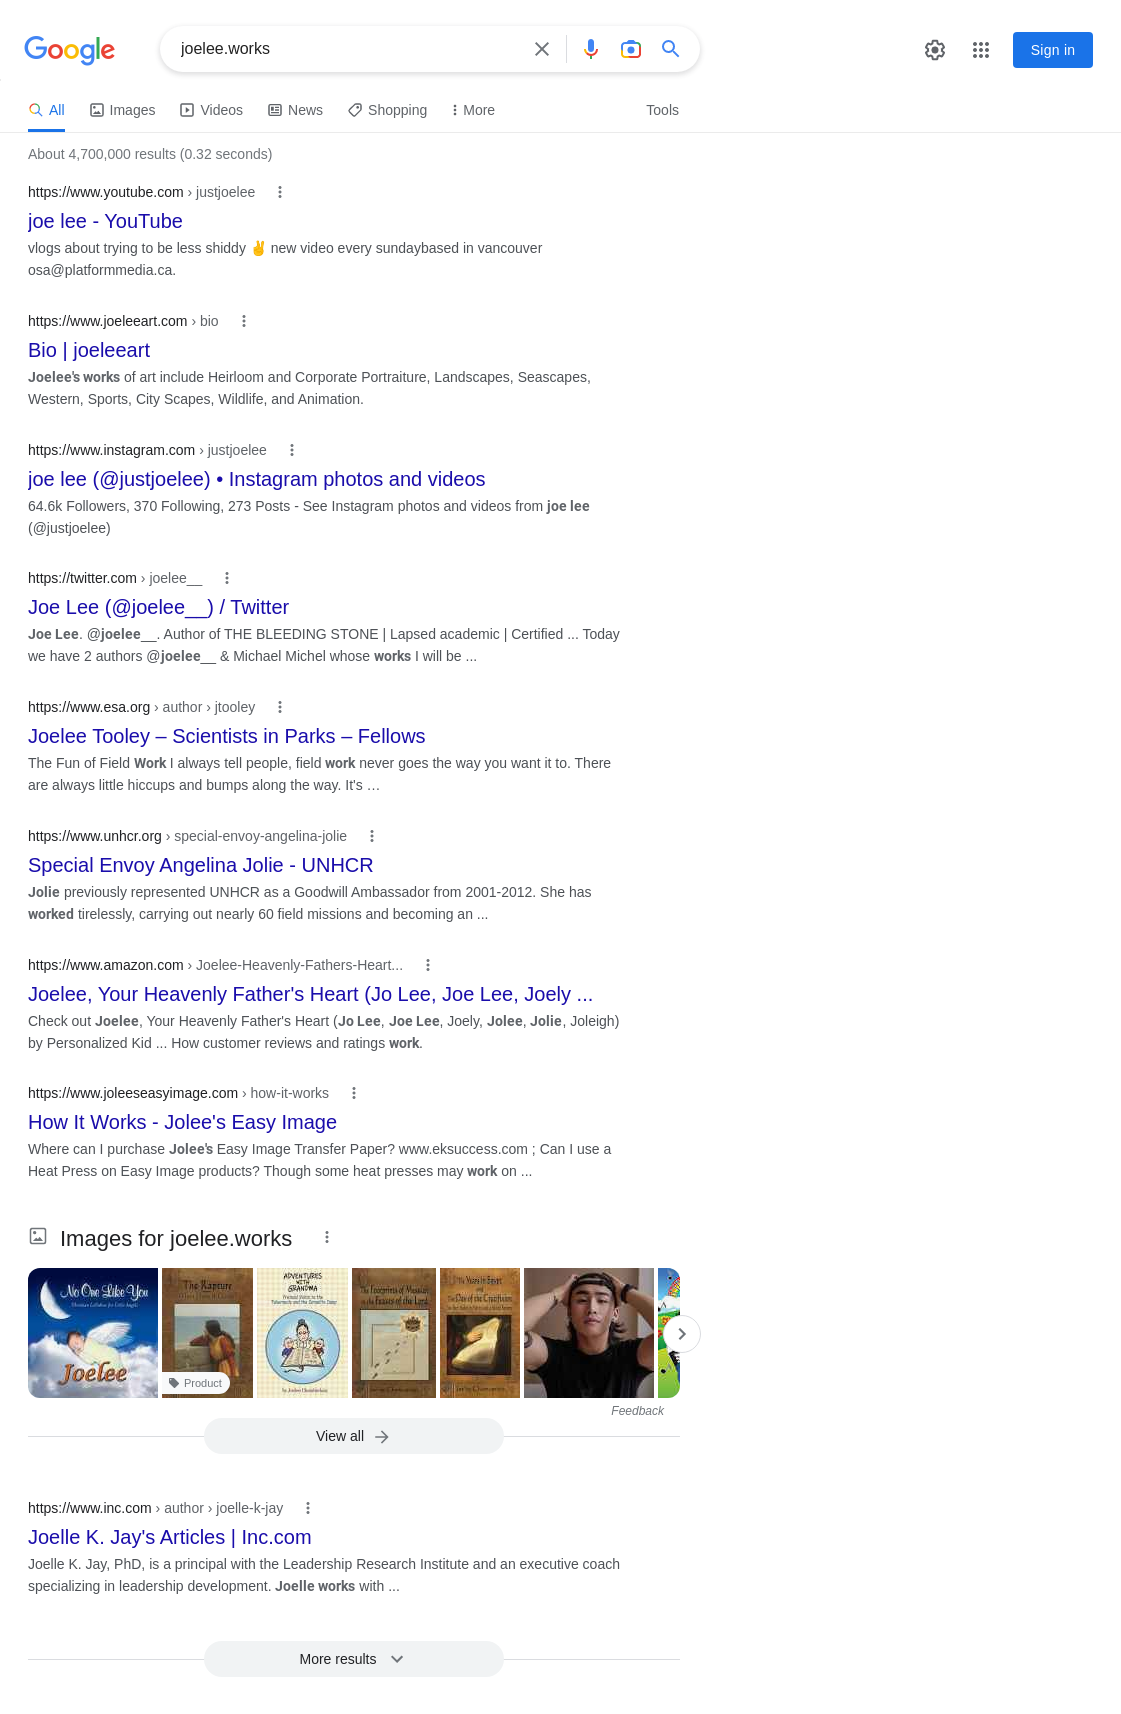 Google
joelee.works
Sign in
All
Images
Videos
News
Shopping
More
Tools
About 4,700,000 results (0.32 seconds)
https://www.youtube.com › justjoelee
joe lee - YouTube
vlogs about trying to be less shiddy ✌️ new video every sundaybased in vancouver
osa@platformmedia.ca.
https://www.joeleeart.com › bio
Bio | joeleeart
Joelee's works of art include Heirloom and Corporate Portraiture, Landscapes, Seascapes,
Western, Sports, City Scapes, Wildlife, and Animation.
https://www.instagram.com › justjoelee
joe lee (@justjoelee) • Instagram photos and videos
64.6k Followers, 370 Following, 273 Posts - See Instagram photos and videos from joe lee
(@justjoelee)
https://twitter.com › joelee__
Joe Lee (@joelee__) / Twitter
Joe Lee. @joelee__. Author of THE BLEEDING STONE | Lapsed academic | Certified ... Today
we have 2 authors @joelee__ & Michael Michel whose works I will be ...
https://www.esa.org › author › jtooley
Joelee Tooley – Scientists in Parks – Fellows
The Fun of Field Work I always tell people, field work never goes the way you want it to. There
are always little hiccups and bumps along the way. It's …
https://www.unhcr.org › special-envoy-angelina-jolie
Special Envoy Angelina Jolie - UNHCR
Jolie previously represented UNHCR as a Goodwill Ambassador from 2001-2012. She has
worked tirelessly, carrying out nearly 60 field missions and becoming an ...
https://www.amazon.com › Joelee-Heavenly-Fathers-Heart...
Joelee, Your Heavenly Father's Heart (Jo Lee, Joe Lee, Joely ...
Check out Joelee, Your Heavenly Father's Heart (Jo Lee, Joe Lee, Joely, Jolee, Jolie, Joleigh)
by Personalized Kid ... How customer reviews and ratings work.
https://www.joleeseasyimage.com › how-it-works
How It Works - Jolee's Easy Image
Where can I purchase Jolee's Easy Image Transfer Paper? www.eksuccess.com ; Can I use a
Heat Press on Easy Image products? Though some heat presses may work on ...
Images for joelee.works
No One Like You
Joelee
The Rapture
Product
ADVENTURES
WITH
GRANDMA
The Footprints of Messiah
in the Feasts of the Lord
The Day of the Crucifixion
Feedback
View all
https://www.inc.com › author › joelle-k-jay
Joelle K. Jay's Articles | Inc.com
Joelle K. Jay, PhD, is a principal with the Leadership Research Institute and an executive coach
specializing in leadership development. Joelle works with ...
More results